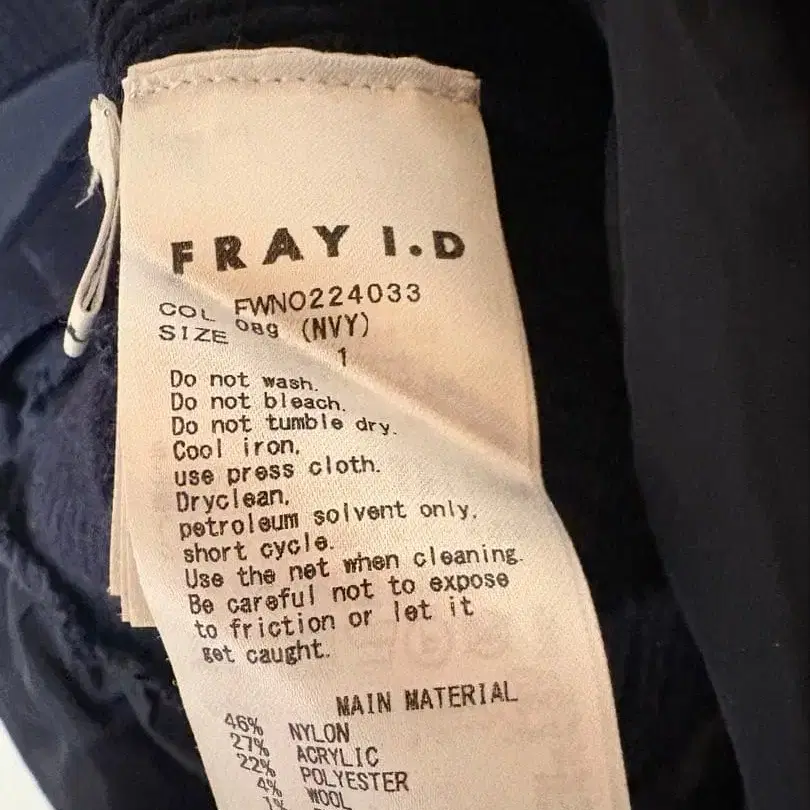 FRAY I.D
FWNO224033
COL 089 (NVY)
SIZE 1
Do not wash.
Do not bleach.
Do not tumble dry.
Cool iron,
use press cloth.
Dryclean,
petroleum solvent only,
short cycle.
Use the net when cleaning.
Be careful not to expose
to friction or let it
get caught.
MAIN MATERIAL
46% NYLON
27% ACRYLIC
22% POLYESTER
4% WOOL
1%